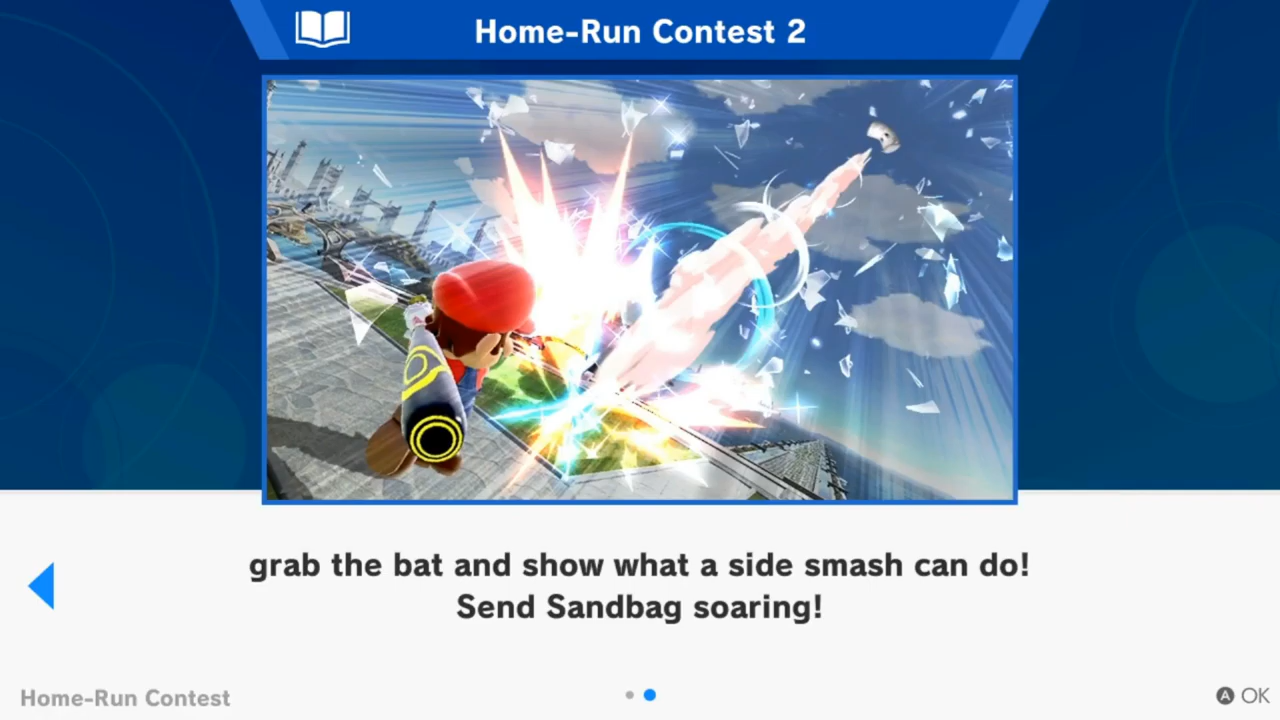 Home-Run Contest 2
grab the bat and show what a side smash can do!
Send Sandbag soaring!
Home-Run Contest
A OK